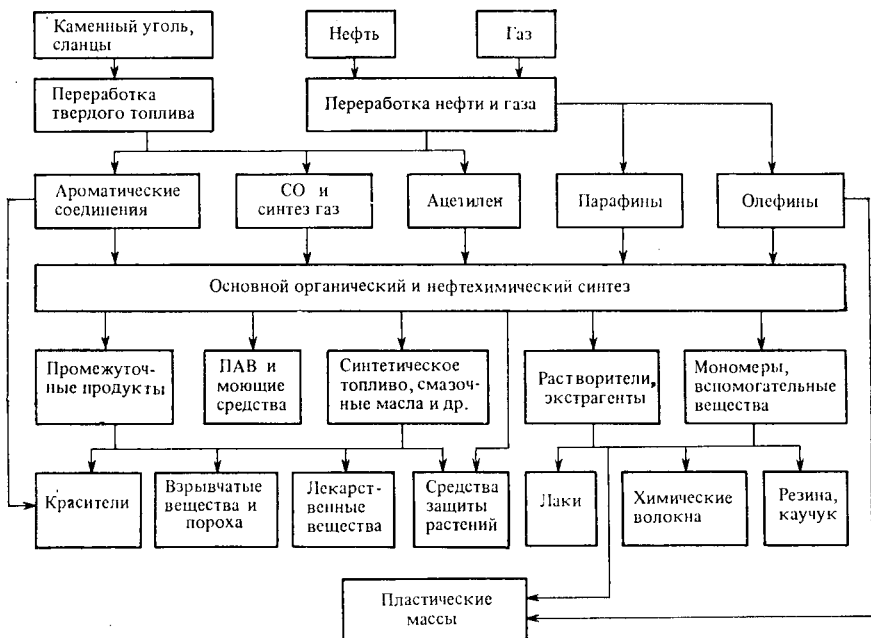 Каменный уголь,
сланцы
Нефть
Газ
Переработка
твердого топлива
Переработка нефти и газа
Ароматические
соединения
СО и
синтез газ
Ацетилен
Парафины
Олефины
Основной органический и нефтехимический синтез
Промежуточ-
ные продукты
ПАВ и
моющие
средства
Синтетическое
топливо, смазоч-
ные масла и др.
Растворители,
экстрагенты
Мономеры,
вспомогательные
вещества
Красители
Взрывчатые
вещества и
пороха
Лекарст-
венные
вещества
Средства
защиты
растений
Лаки
Химические
волокна
Резина,
каучук
Пластические
массы